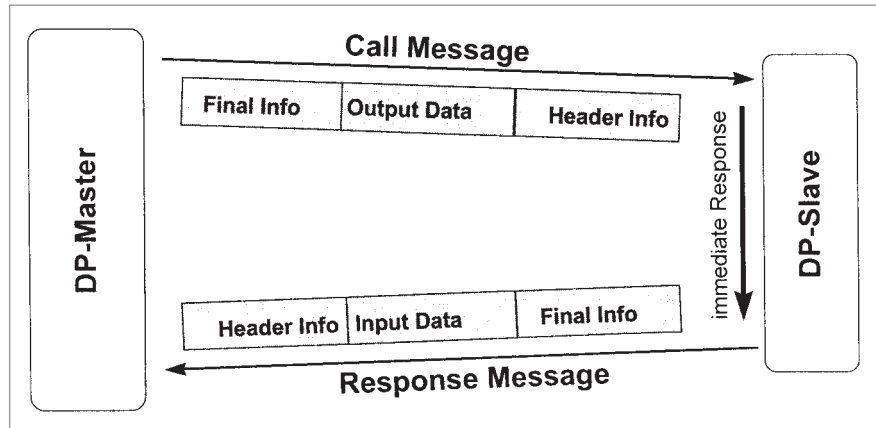 Call Message
Final Info Output Data Header Info
DP-Master
immediate Response
DP-Slave
Header Info Input Data Final Info
Response Message